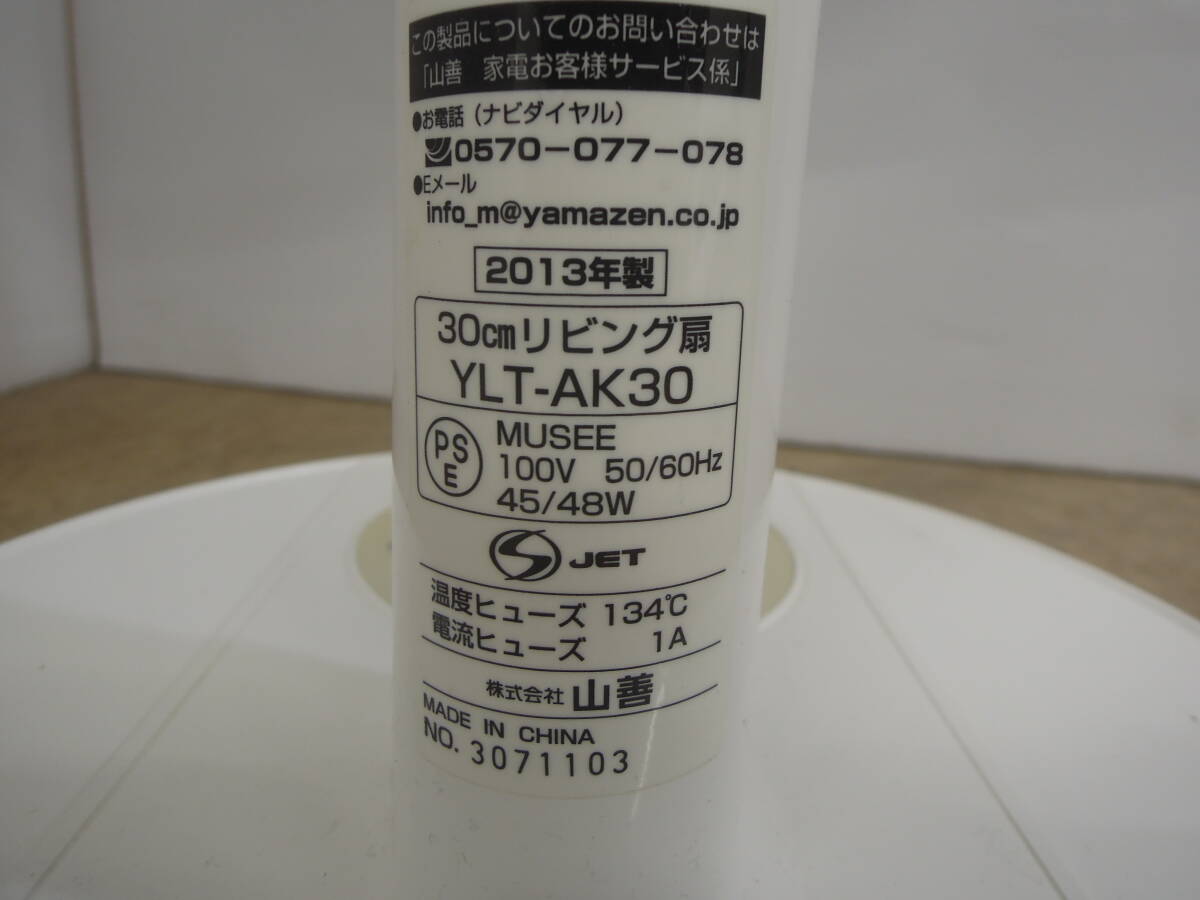 この製品についてのお問い合わせは
「山善 家電お客様サービス係」
●お電話（ナビダイヤル）
0570-077-078
●Eメール
info_m@yamazen.co.jp
2013年製
30cmリビング扇
YLT-AK30
PS
E
MUSEE
100V 50/60Hz
45/48W
S JET
温度ヒューズ 134℃
電流ヒューズ 1A
株式会社 山善
MADE IN CHINA
NO. 3071103